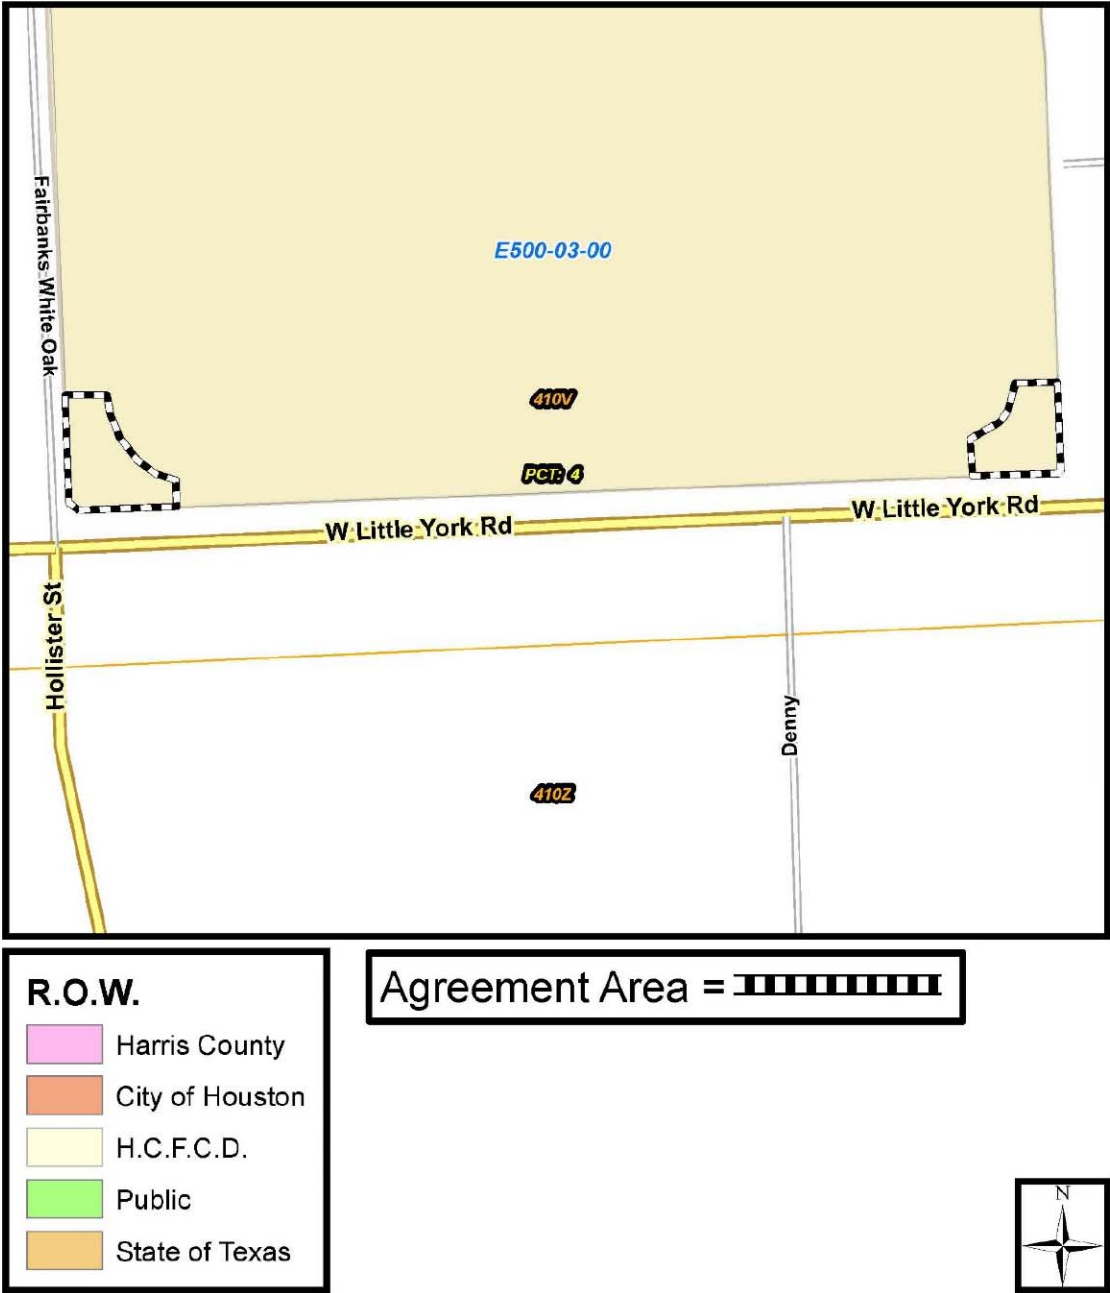 Fairbanks-White Oak
E500-03-00
410V
PCT: 4
W Little York Rd
W Little York Rd
Hollister St
Denny
410Z
R.O.W.
Harris County
City of Houston
H.C.F.C.D.
Public
State of Texas
Agreement Area =
N